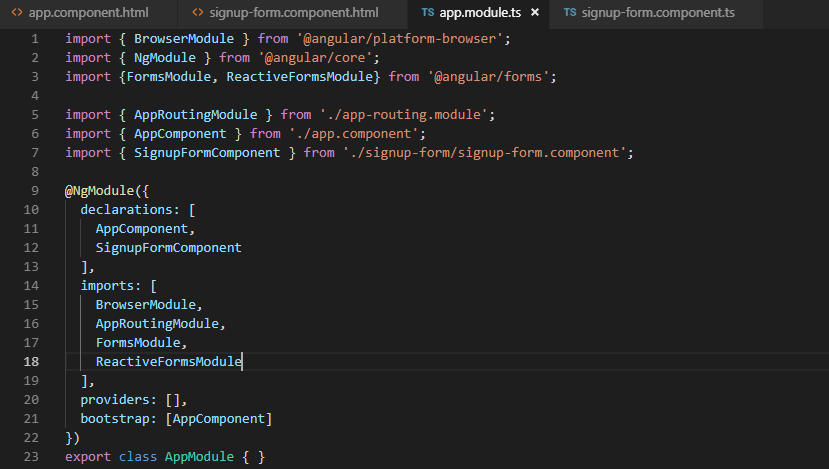 <> app.component.html <> signup-form.component.html TS app.module.ts × TS signup-form.component.ts
1 import { BrowserModule } from '@angular/platform-browser';
2 import { NgModule } from '@angular/core';
3 import {FormsModule, ReactiveFormsModule} from '@angular/forms';
4
5 import { AppRoutingModule } from './app-routing.module';
6 import { AppComponent } from './app.component';
7 import { SignupFormComponent } from './signup-form/signup-form.component';
8
9 @NgModule({
10   declarations: [
11     AppComponent,
12     SignupFormComponent
13   ],
14   imports: [
15     BrowserModule,
16     AppRoutingModule,
17     FormsModule,
18     ReactiveFormsModule
19   ],
20   providers: [],
21   bootstrap: [AppComponent]
22 })
23 export class AppModule { }